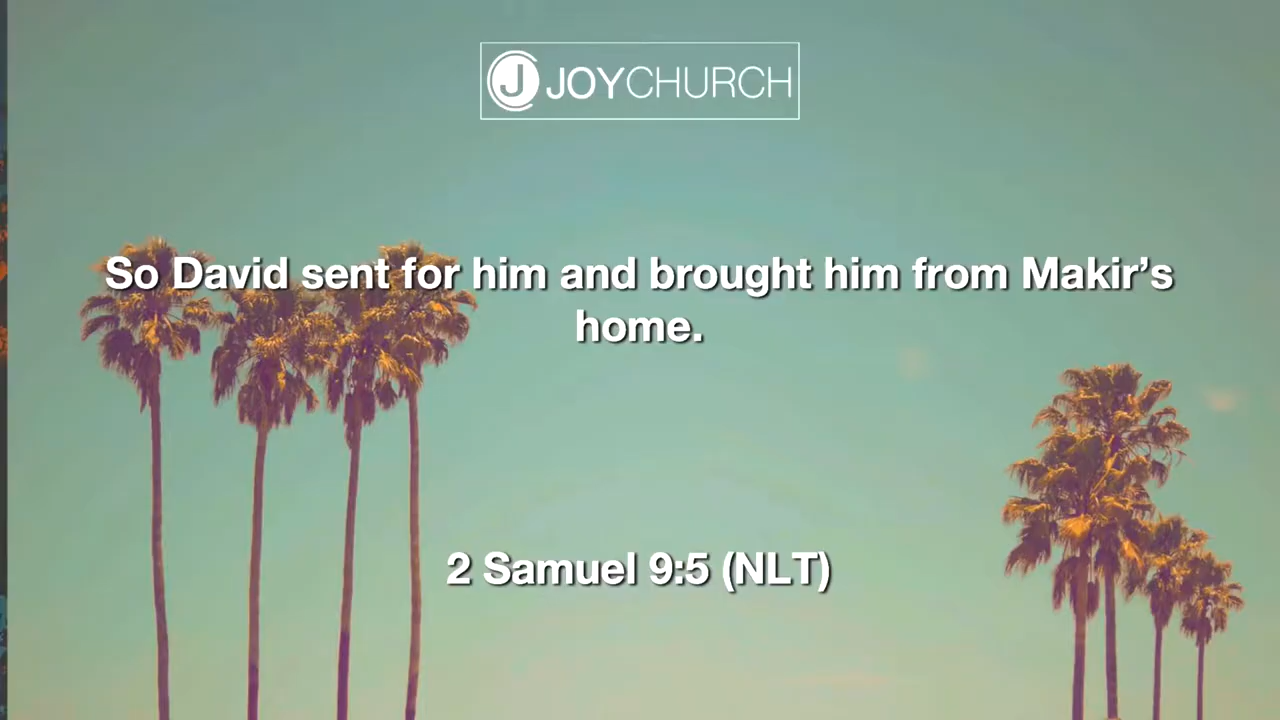 J JOYCHURCH
So David sent for him and brought him from Makir’s
home.
2 Samuel 9:5 (NLT)